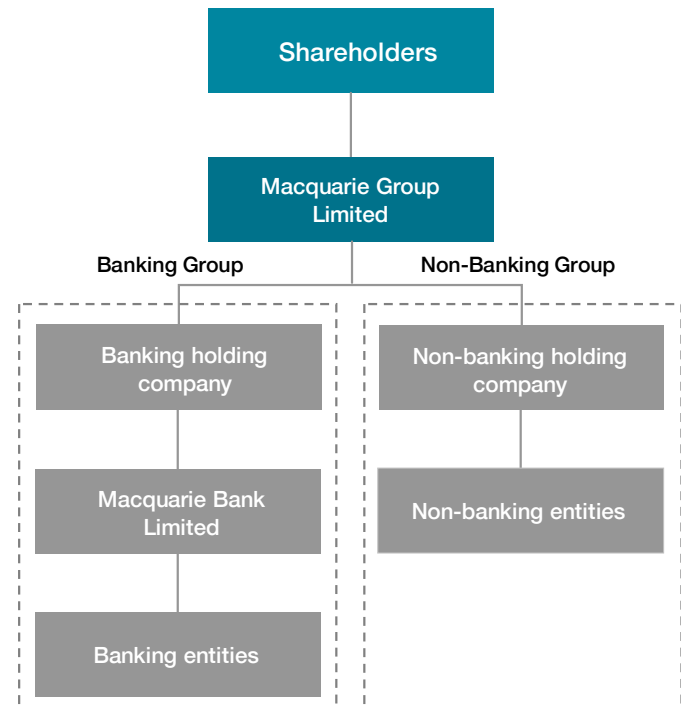 Shareholders
Macquarie Group
Limited
Banking Group
Non-Banking Group
Banking holding
company
Non-banking holding
company
Macquarie Bank
Limited
Non-banking entities
Banking entities